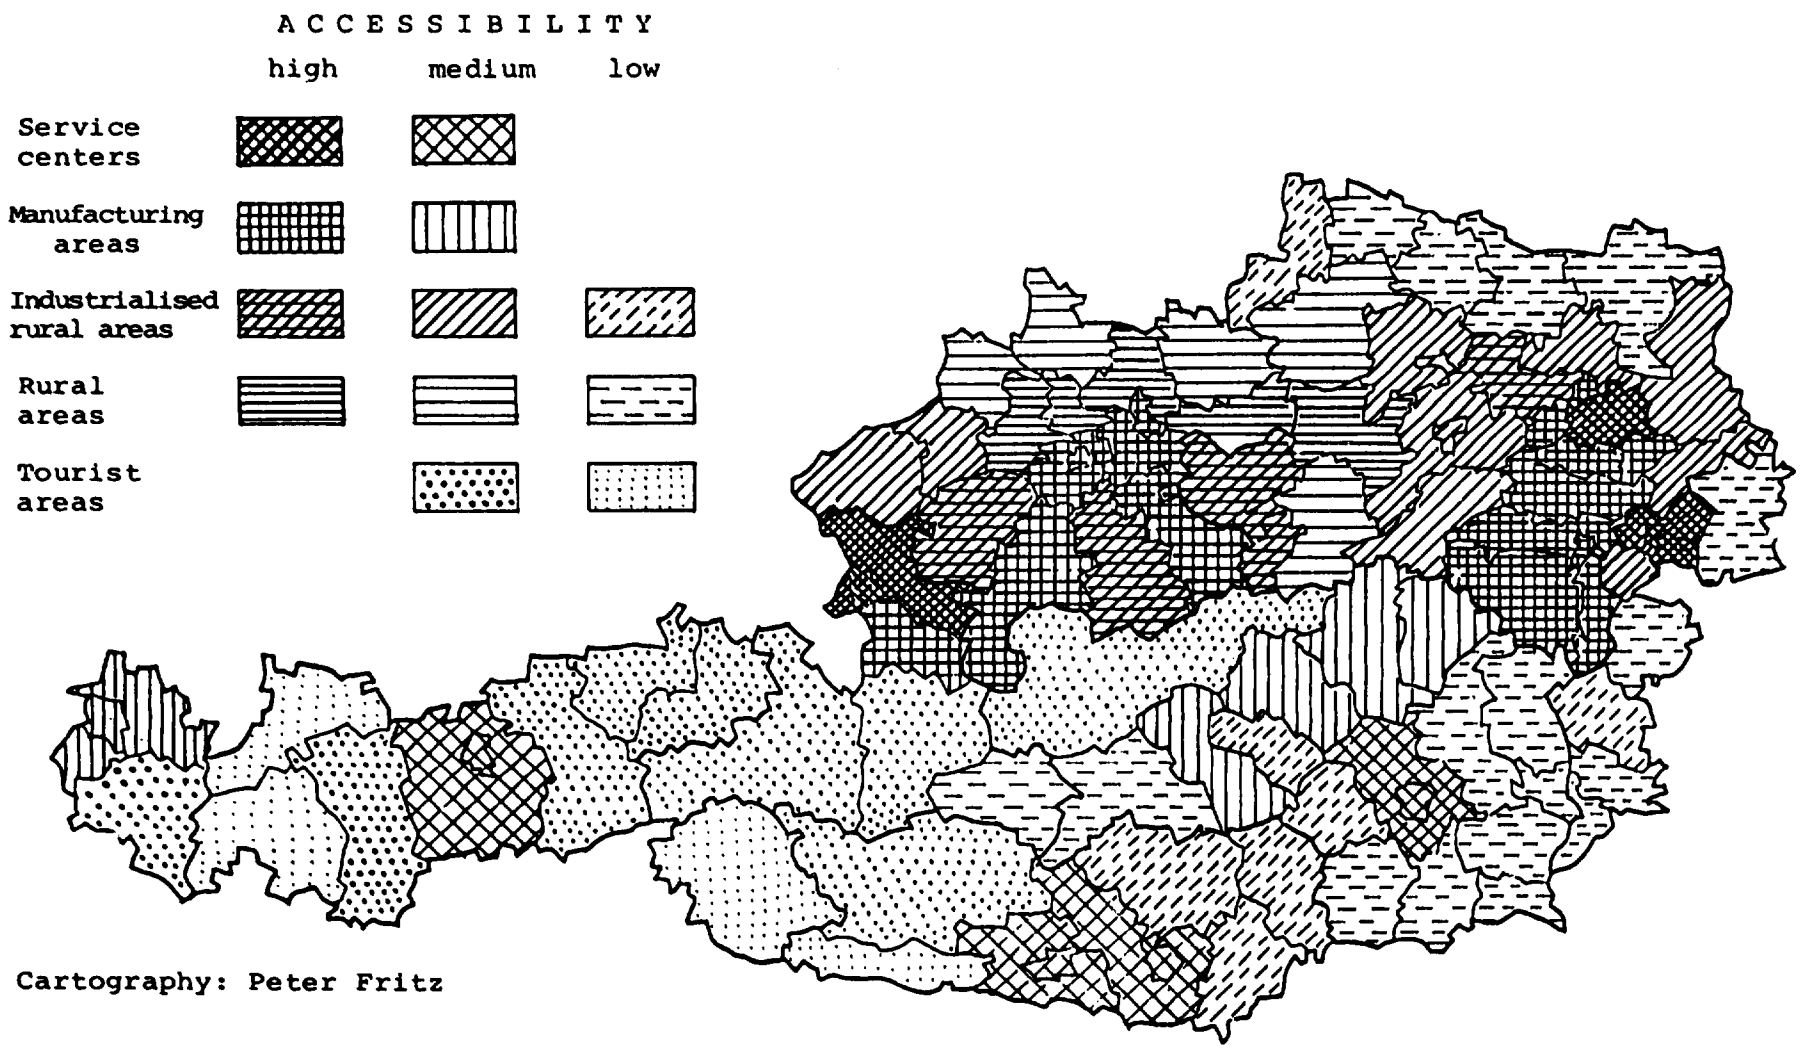 ACCESSIBILITY
high medium low
Service
centers
Manufacturing
areas
Industrialised
rural areas
Rural
areas
Tourist
areas
Cartography: Peter Fritz